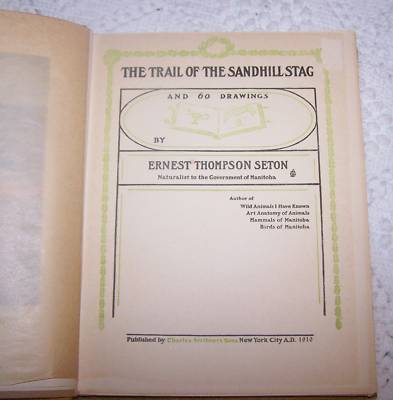 THE TRAIL OF THE SANDHILL STAG
AND 60 DRAWINGS
BY
ERNEST THOMPSON SETON
Naturalist to the Government of Manitoba
Author of
Wild Animals I Have Known
Art Anatomy of Animals
Mammals of Manitoba
Birds of Manitoba
Published by Charles Scribner's Sons New York City A.D. 1919